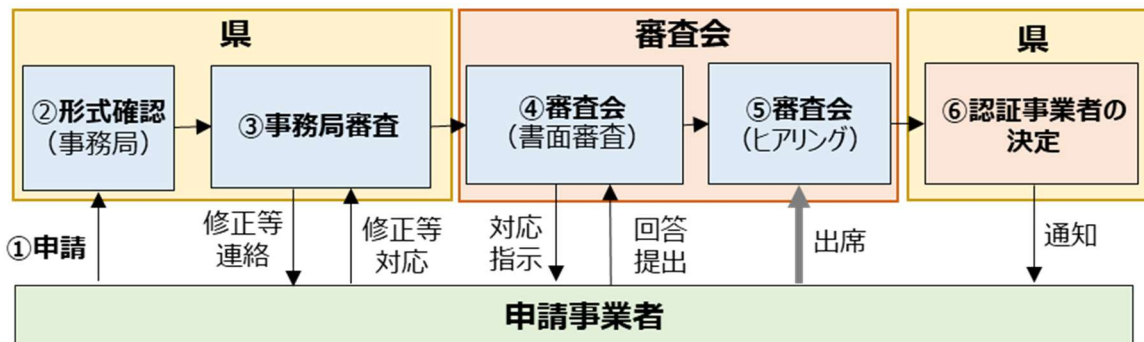 県
審査会
県
②形式確認
（事務局）
③事務局審査
④審査会
（書面審査）
⑤審査会
（ヒアリング）
⑥認証事業者の
決定
①申請
修正等
連絡
修正等
対応
対応
指示
回答
提出
出席
通知
申請事業者